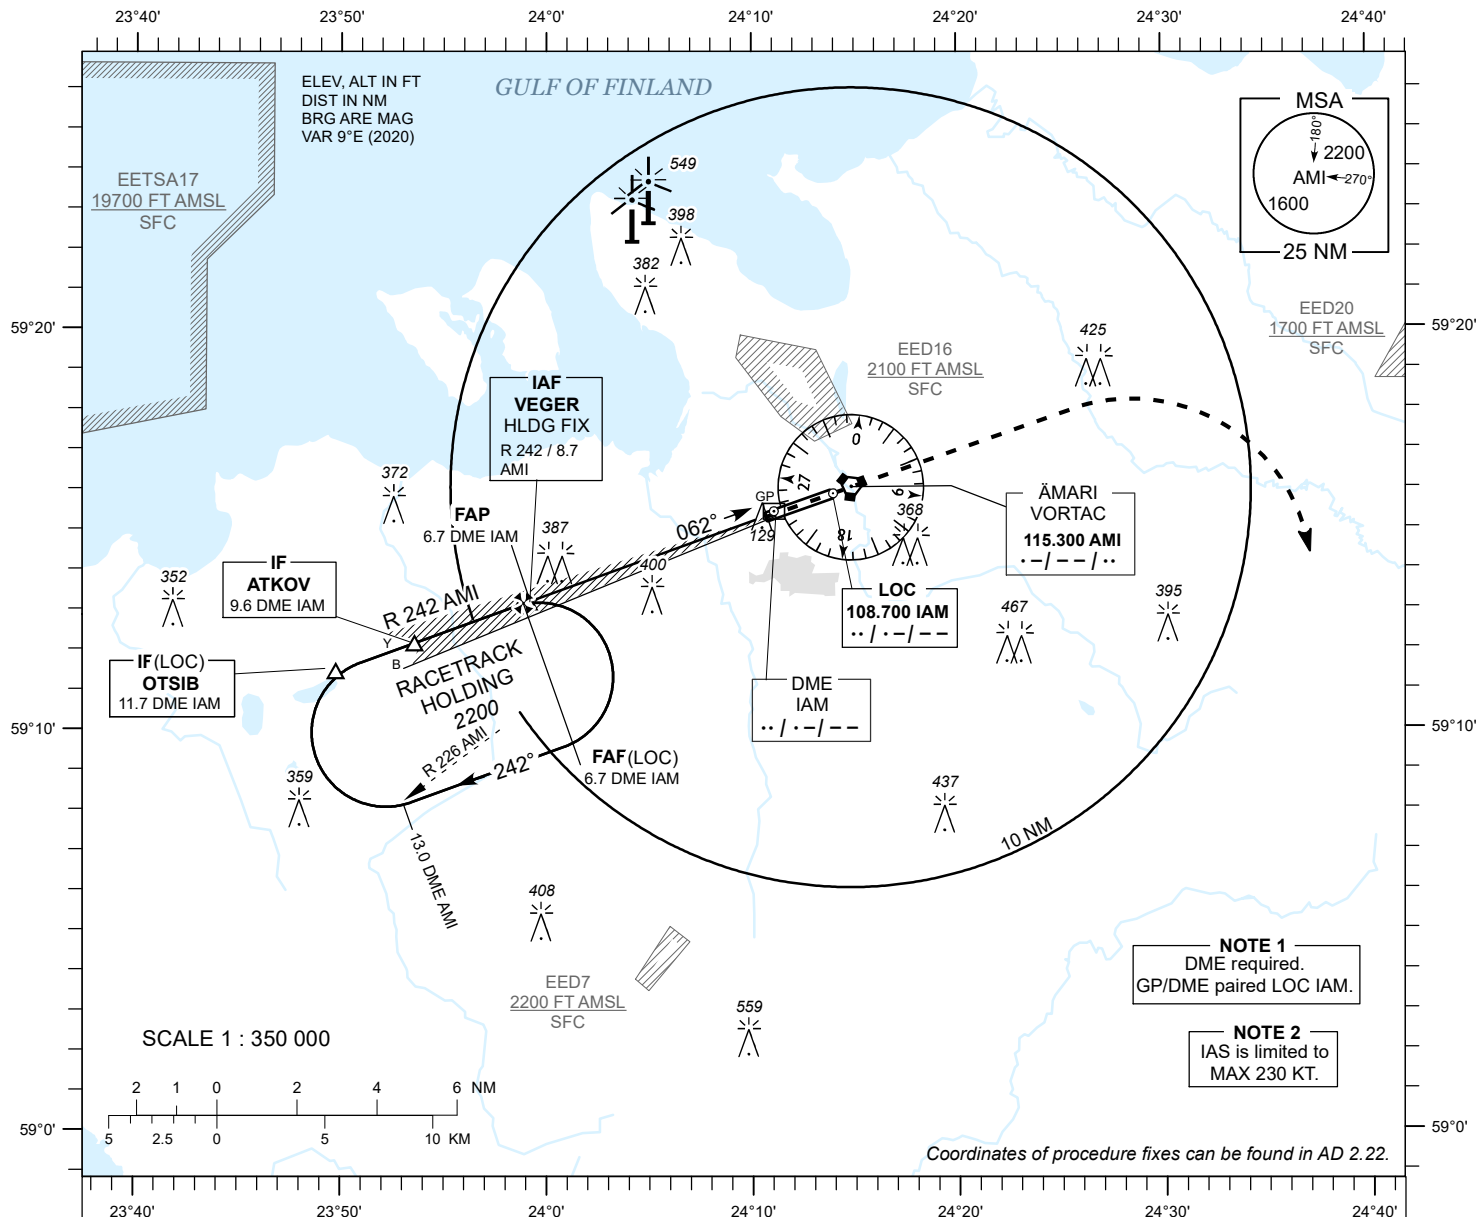 23°40'
23°50'
24°0'
24°10'
24°20'
24°30'
24°40'
ELEV, ALT IN FT
DIST IN NM
BRG ARE MAG
VAR 9°E (2020)
GULF OF FINLAND
MSA
180°
2200
AMI
270°
1600
25 NM
EETSA17
19700 FT AMSL
SFC
549
398
382
59°20'
59°20'
EED20
1700 FT AMSL
SFC
EED16
2100 FT AMSL
SFC
425
IAF
VEGER
HLDG FIX
R 242 / 8.7
AMI
0
9
18
27
372
FAP
6.7 DME IAM
387
062°
GP
129
368
ÄMARI
VORTAC
115.300 AMI
·–/––/··
400
352
IF
ATKOV
9.6 DME IAM
R 242 AMI
Y
B
LOC
108.700 IAM
··/·–/––
467
395
IF(LOC)
OTSIB
11.7 DME IAM
RACETRACK
HOLDING
2200
R 226 AMI
242°
DME
IAM
··/·–/––
59°10'
59°10'
FAF(LOC)
6.7 DME IAM
359
437
13.0 DME AMI
10 NM
408
EED7
2200 FT AMSL
SFC
559
NOTE 1
DME required.
GP/DME paired LOC IAM.
NOTE 2
IAS is limited to
MAX 230 KT.
SCALE 1 : 350 000
2 1 0 2 4 6 NM
5 2.5 0 5 10 KM
59°0'
59°0'
Coordinates of procedure fixes can be found in AD 2.22.
23°40'
23°50'
24°0'
24°10'
24°20'
24°30'
24°40'